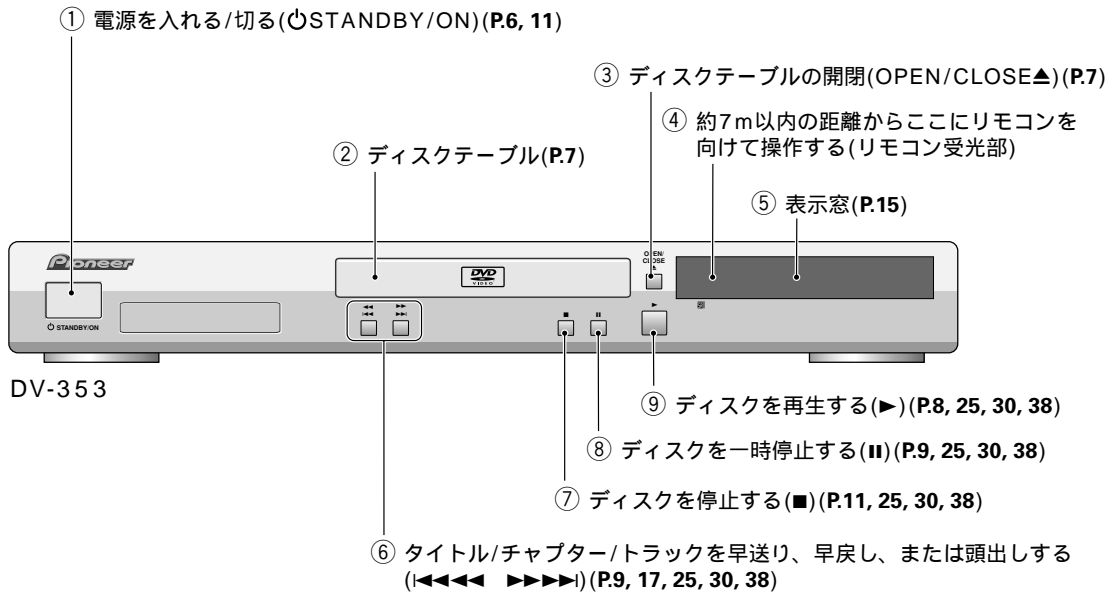 ① 電源を入れる/切る(⏻STANDBY/ON)(P.6, 11)
③ ディスクテーブルの開閉(OPEN/CLOSE▲)(P.7)
④ 約7m以内の距離からここにリモコンを
向けて操作する(リモコン受光部)
② ディスクテーブル(P.7)
⑤ 表示窓(P.15)
Pioneer
DVD
VIDEO
OPEN/
CLOSE
▲
⏻ STANDBY/ON
◀◀ ▶▶
|◀◀ ▶▶|
■ ❙❙ ▶
DV-353
⑨ ディスクを再生する(▶)(P.8, 25, 30, 38)
⑧ ディスクを一時停止する(❙❙)(P.9, 25, 30, 38)
⑦ ディスクを停止する(■)(P.11, 25, 30, 38)
⑥ タイトル/チャプター/トラックを早送り、早戻し、または頭出しする
(|◀◀◀◀ ▶▶▶▶|)(P.9, 17, 25, 30, 38)